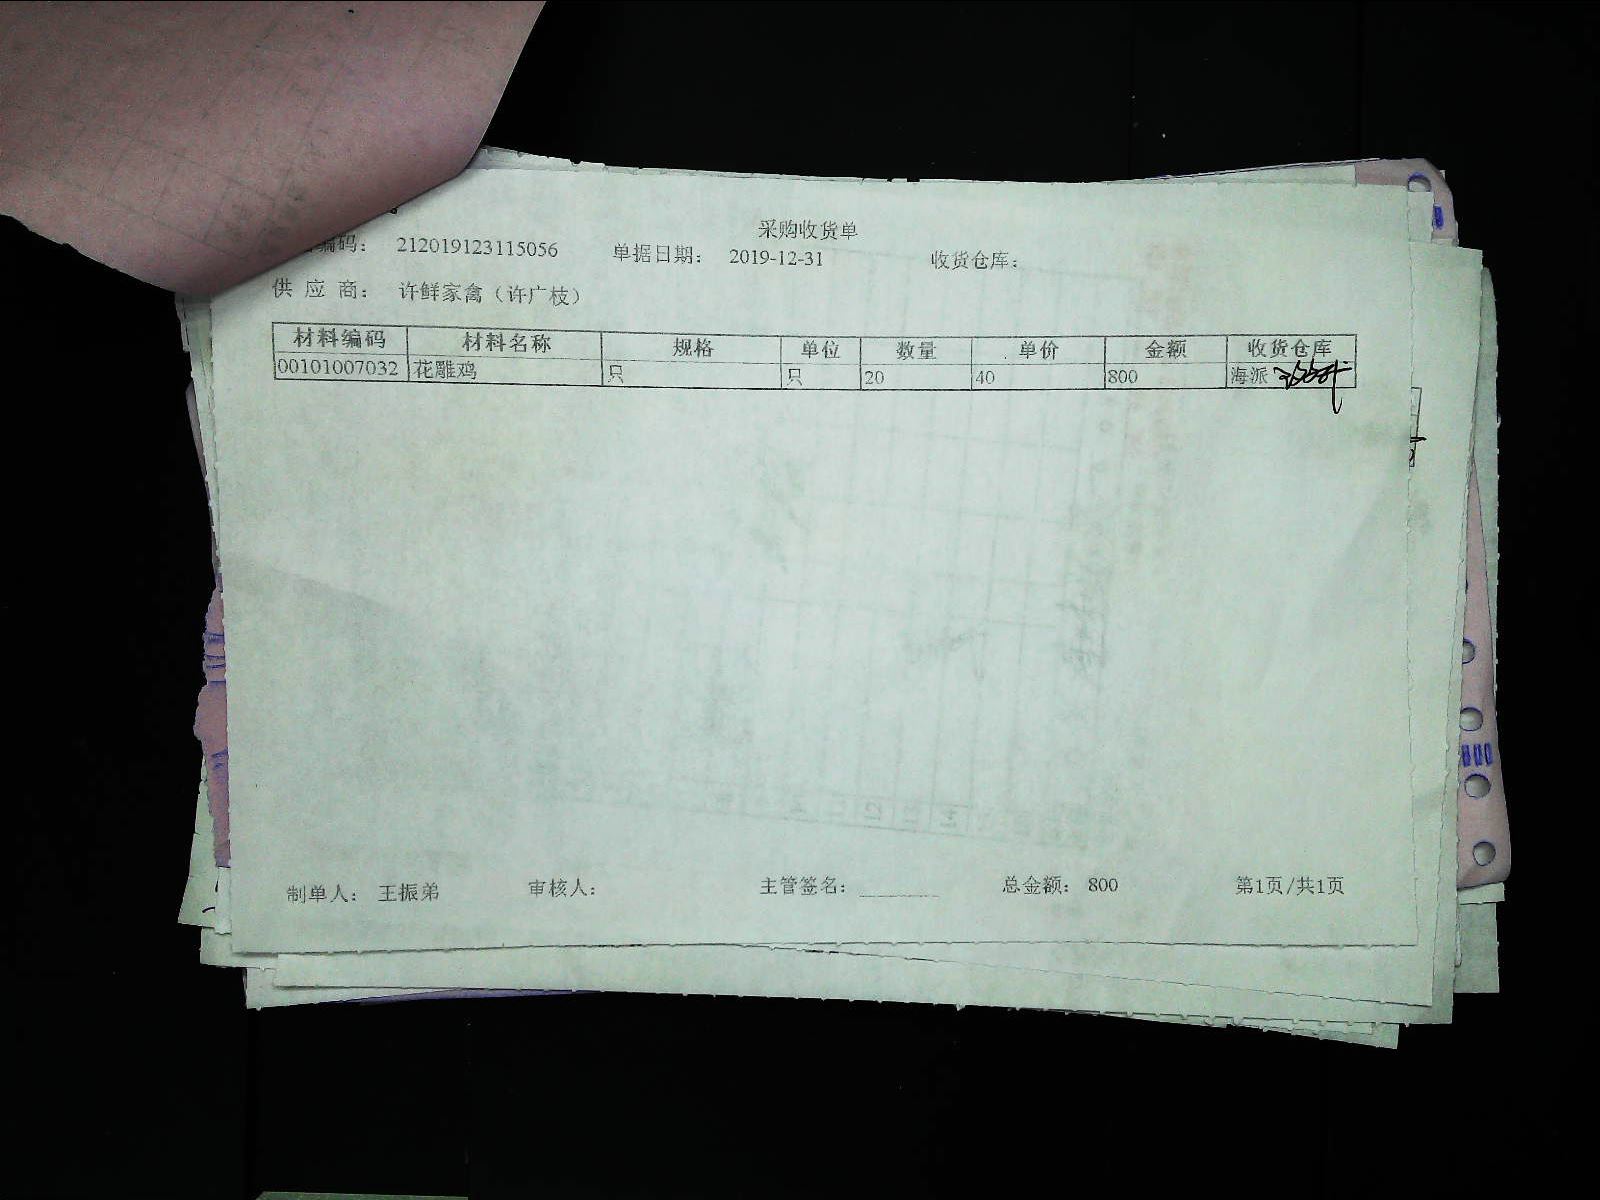 采购收货单
编码： 212019123115056 单据日期： 2019-12-31 收货仓库：
供 应 商： 许鲜家禽（许广枝）
材料编码 材料名称 规格 单位 数量 单价 金额 收货仓库
00101007032 花雕鸡 只 只 20 40 800 海派
制单人： 王振弟 审核人： 主管签名： 总金额： 800 第1页/共1页